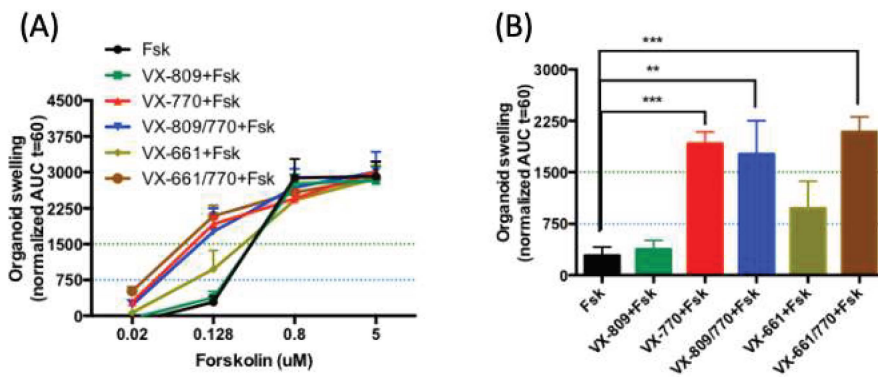 (A)
Fsk
VX-809+Fsk
VX-770+Fsk
VX-809/770+Fsk
VX-661+Fsk
VX-661/770+Fsk
Organoid swelling
(normalized AUC t=60)
4500
3750
3000
2250
1500
750
0
0.02 0.128 0.8 5
Forskolin (uM)
(B)
***
**
***
Organoid swelling
(normalized AUC t=60)
3000
2250
1500
750
0
Fsk
VX-809+Fsk
VX-770+Fsk
VX-809/770+Fsk
VX-661+Fsk
VX-661/770+Fsk